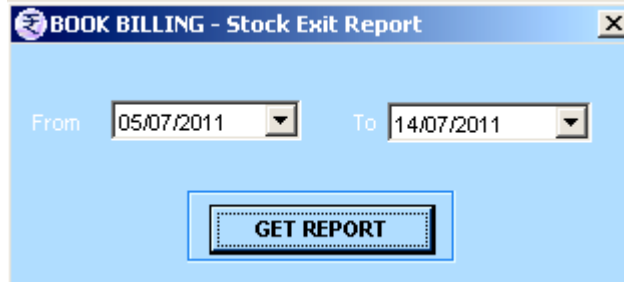 BOOK BILLING - Stock Exit Report
From 05/07/2011 To 14/07/2011
GET REPORT